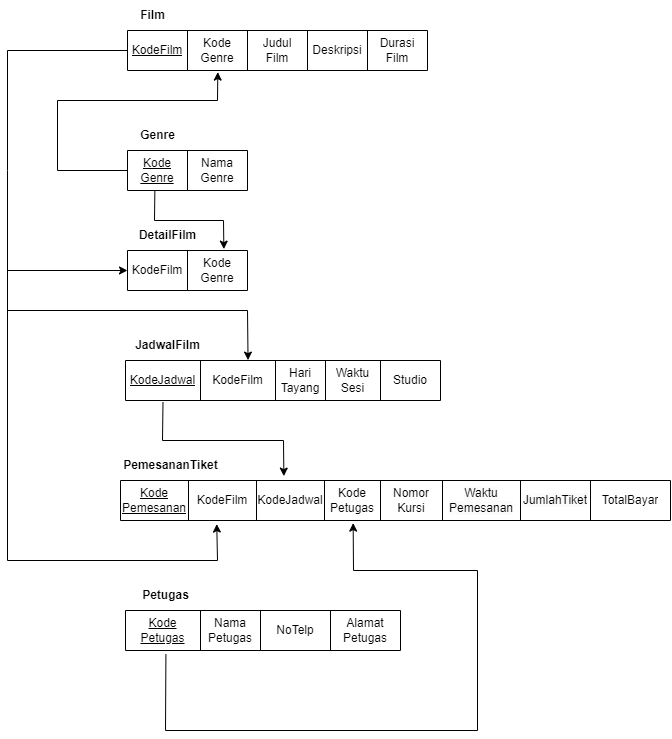 Film
KodeFilm
Kode
Genre
Judul
Film
Deskripsi
Durasi
Film
Genre
Kode
Genre
Nama
Genre
DetailFilm
KodeFilm
Kode
Genre
JadwalFilm
KodeJadwal
KodeFilm
Hari
Tayang
Waktu
Sesi
Studio
PemesananTiket
Kode
Pemesanan
KodeFilm
KodeJadwal
Kode
Petugas
Nomor
Kursi
Waktu
Pemesanan
JumlahTiket
TotalBayar
Petugas
Kode
Petugas
Nama
Petugas
NoTelp
Alamat
Petugas